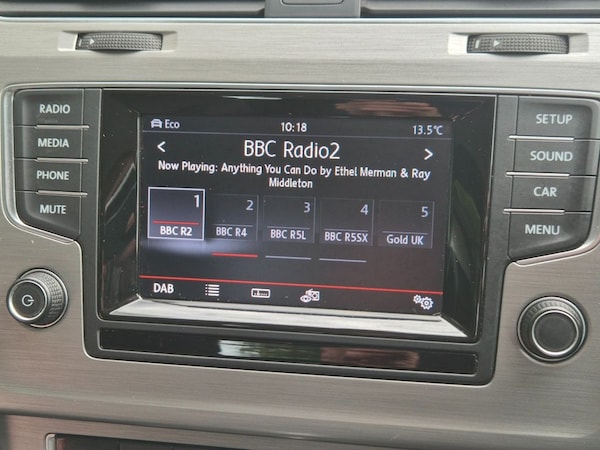 RADIO
MEDIA
PHONE
MUTE
Eco 10:18 13.5°C
< BBC Radio2 >
Now Playing: Anything You Can Do by Ethel Merman & Ray
Middleton
1 2 3 4 5
BBC R2 BBC R4 BBC R5L BBC R5SX Gold UK
DAB
SETUP
SOUND
CAR
MENU